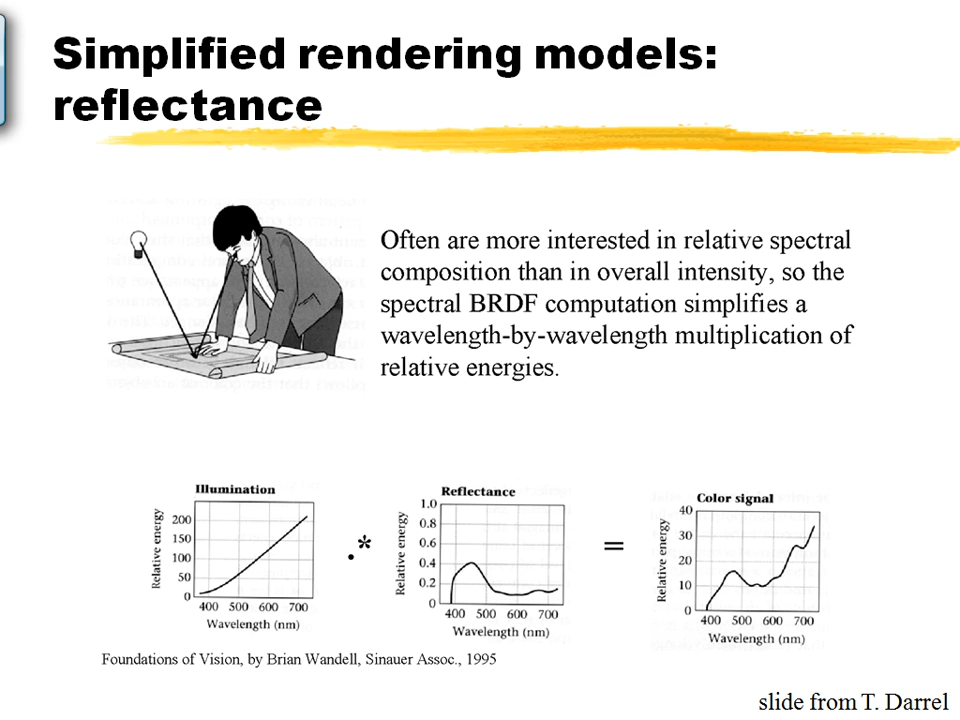 Simplified rendering models:
reflectance
Often are more interested in relative spectral
composition than in overall intensity, so the
spectral BRDF computation simplifies a
wavelength-by-wavelength multiplication of
relative energies.
Illumination
Relative energy
200
150
100
50
0
400 500 600 700
Wavelength (nm)
.*
Reflectance
Relative energy
1.0
0.8
0.6
0.4
0.2
0
400 500 600 700
Wavelength (nm)
=
Color signal
Relative energy
40
30
20
10
0
400 500 600 700
Wavelength (nm)
Foundations of Vision, by Brian Wandell, Sinauer Assoc., 1995
slide from T. Darrel